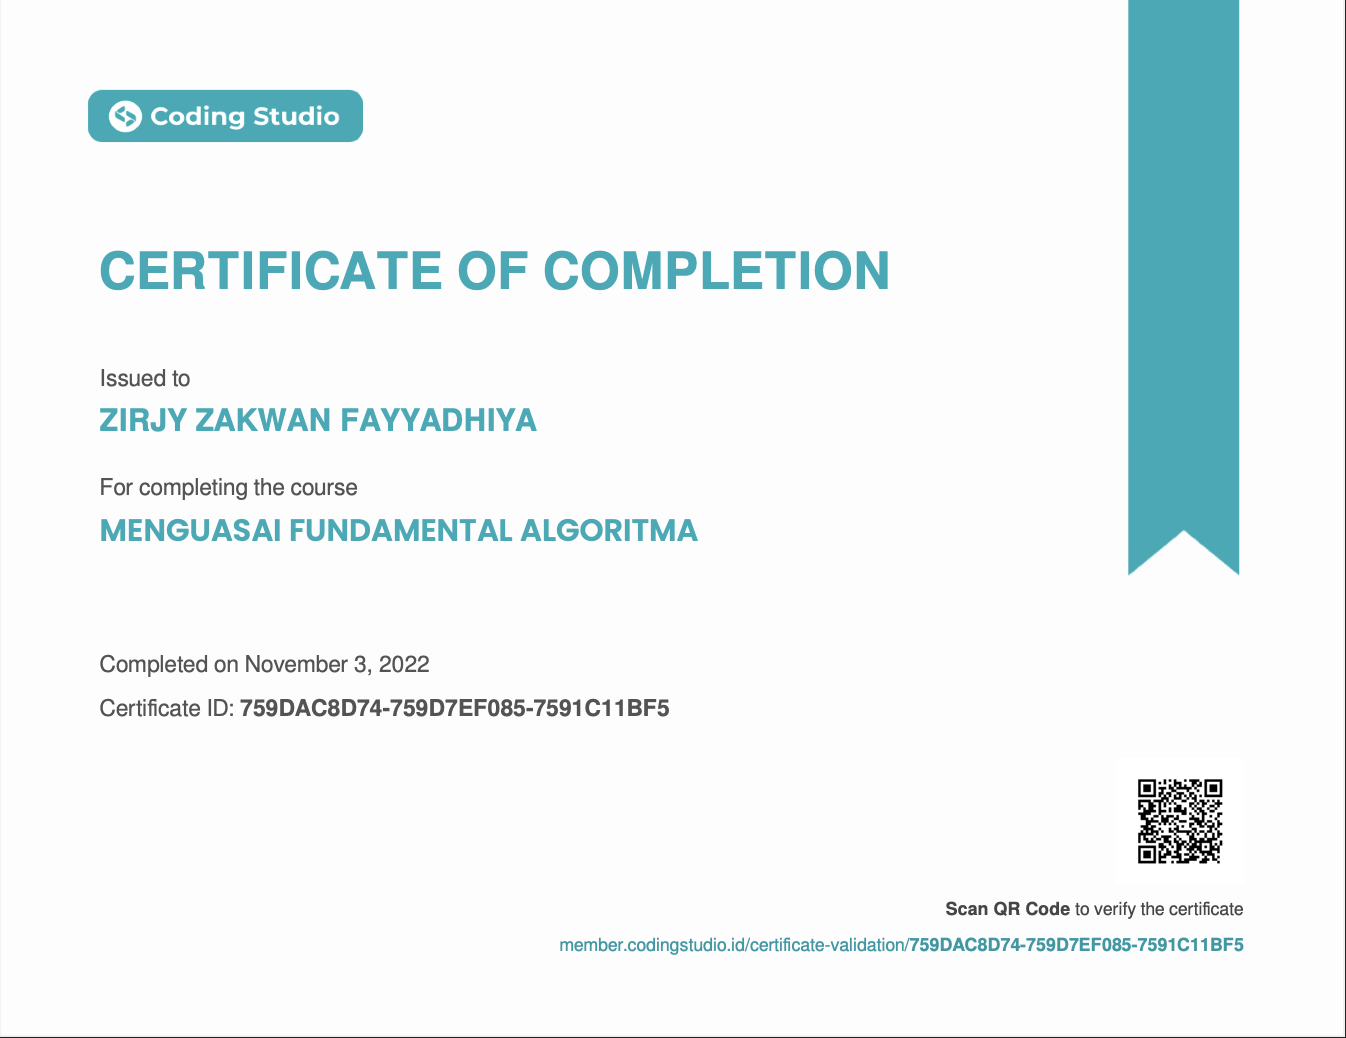 Coding Studio
CERTIFICATE OF COMPLETION
Issued to
ZIRJY ZAKWAN FAYYADHIYA
For completing the course
MENGUASAI FUNDAMENTAL ALGORITMA
Completed on November 3, 2022
Certificate ID: 759DAC8D74-759D7EF085-7591C11BF5
Scan QR Code to verify the certificate
member.codingstudio.id/certificate-validation/759DAC8D74-759D7EF085-7591C11BF5